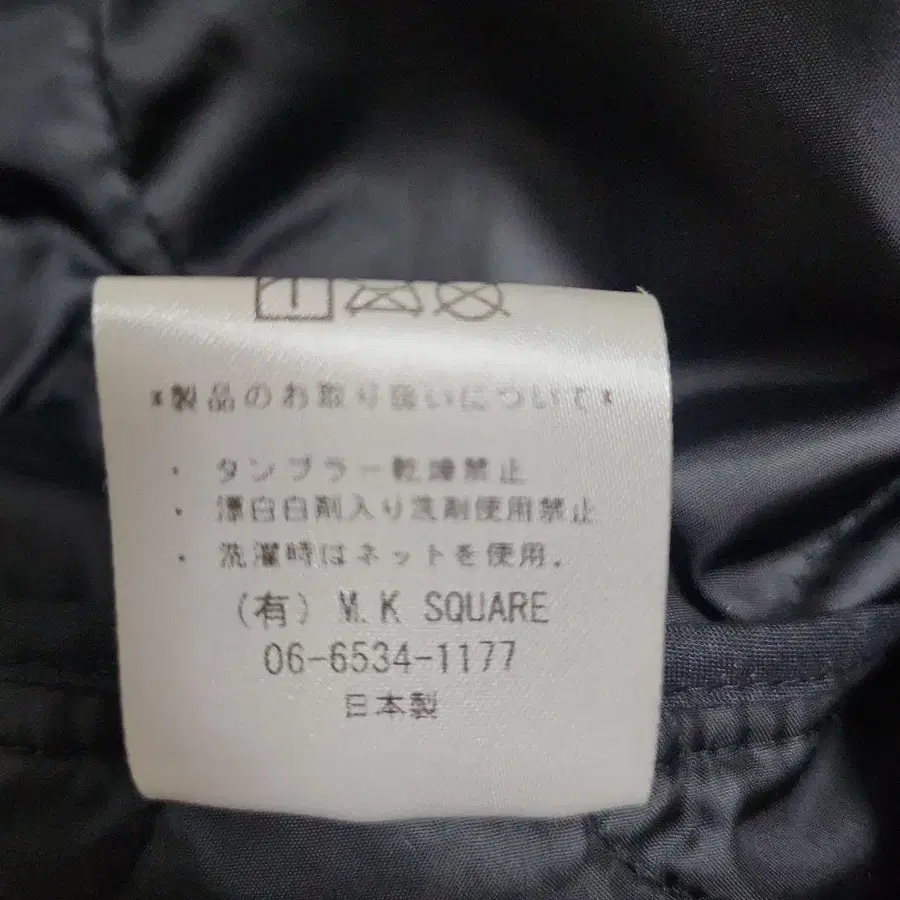 *製品のお取り扱いについて*
・ タンブラー乾燥禁止
・ 漂白白剤入り洗剤使用禁止
・ 洗濯時はネットを使用.
(有) M.K SQUARE
06-6534-1177
日本製